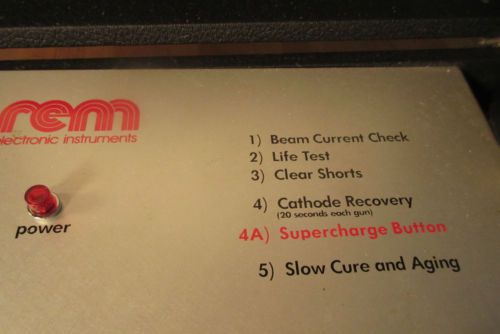 rem
electronic instruments
power
1) Beam Current Check
2) Life Test
3) Clear Shorts
4) Cathode Recovery
(20 seconds each gun)
4A) Supercharge Button
5) Slow Cure and Aging